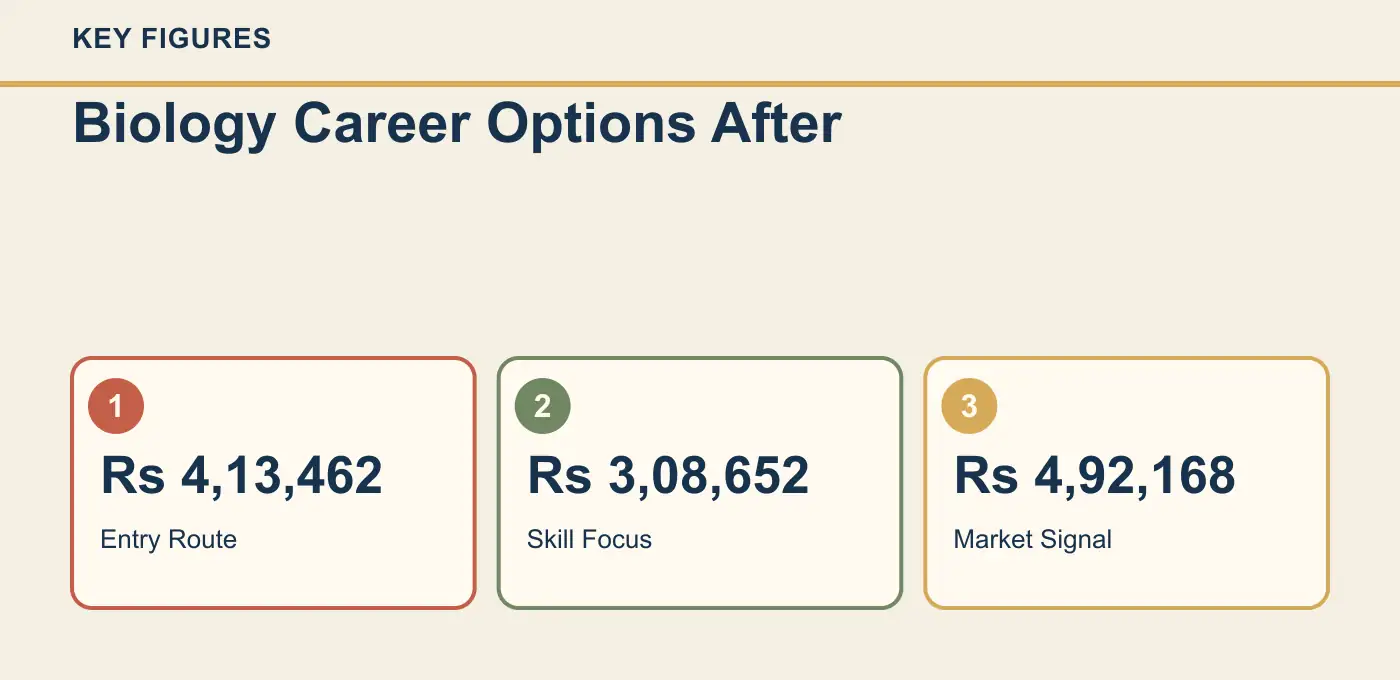 KEY FIGURES
Biology Career Options After
1
Rs 4,13,462
Entry Route
2
Rs 3,08,652
Skill Focus
3
Rs 4,92,168
Market Signal